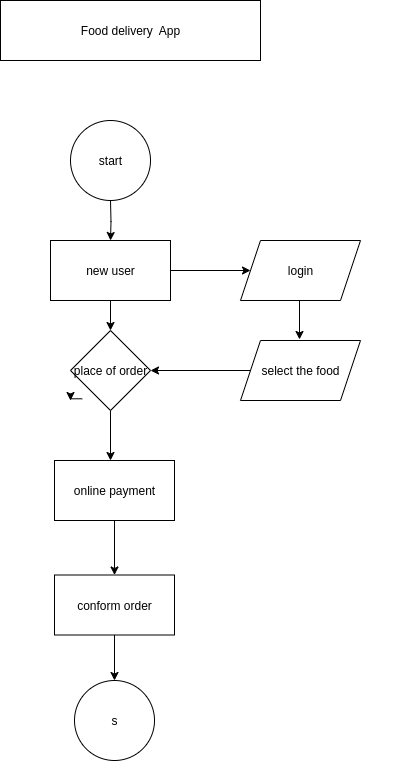 Food delivery App
start
new user
login
place of order
select the food
online payment
conform order
s